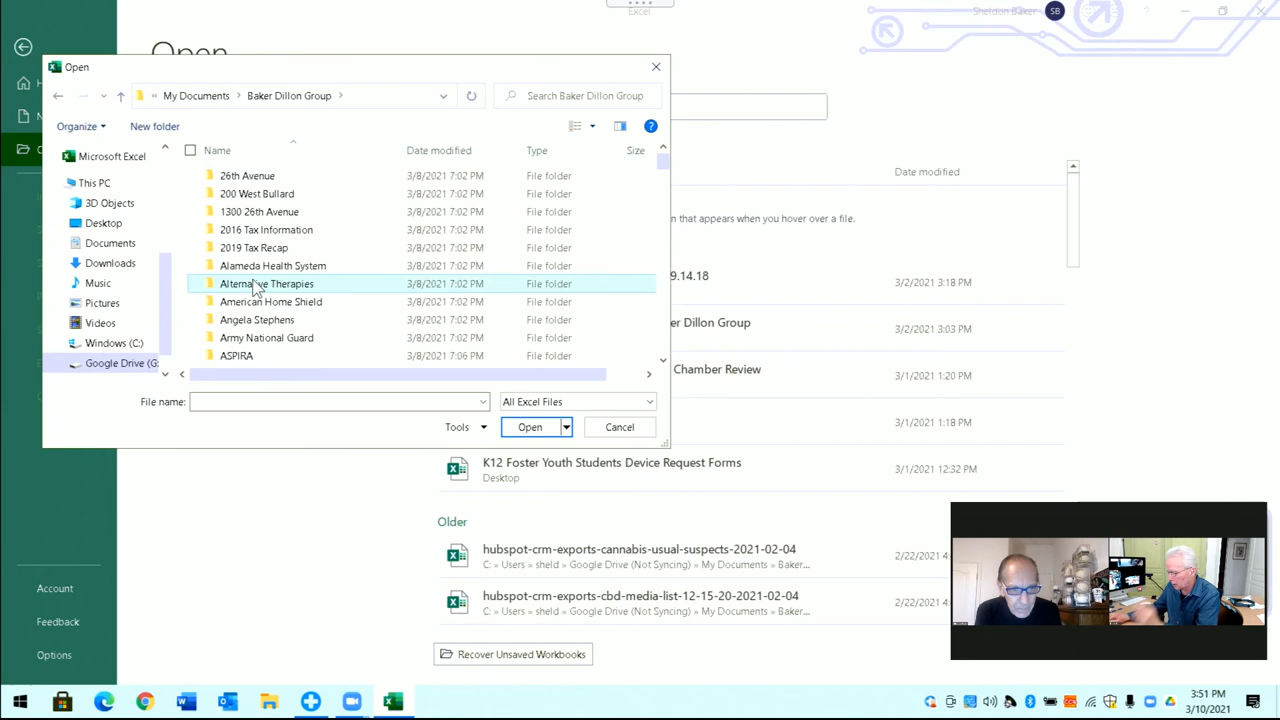 Excel
Sheldon Baker
SB
?
Open
Open
« My Documents > Baker Dillon Group >
Search Baker Dillon Group
Organize
New folder
?
Microsoft Excel
This PC
3D Objects
Desktop
Documents
Downloads
Music
Pictures
Videos
Windows (C:)
Google Drive (G:
Name Date modified Type Size
26th Avenue 3/8/2021 7:02 PM File folder
200 West Bullard 3/8/2021 7:02 PM File folder
1300 26th Avenue 3/8/2021 7:02 PM File folder
2016 Tax Information 3/8/2021 7:02 PM File folder
2019 Tax Recap 3/8/2021 7:02 PM File folder
Alameda Health System 3/8/2021 7:02 PM File folder
Alternative Therapies 3/8/2021 7:02 PM File folder
American Home Shield 3/8/2021 7:02 PM File folder
Angela Stephens 3/8/2021 7:02 PM File folder
Army National Guard 3/8/2021 7:02 PM File folder
ASPIRA 3/8/2021 7:06 PM File folder
File name:
All Excel Files
Tools
Open
Cancel
Date modified
n that appears when you hover over a file.
9.14.18 3/2/2021 3:18 PM
er Dillon Group 3/2/2021 3:03 PM
Chamber Review 3/1/2021 1:20 PM
3/1/2021 1:18 PM
K12 Foster Youth Students Device Request Forms 3/1/2021 12:32 PM
Desktop
Older
hubspot-crm-exports-cannabis-usual-suspects-2021-02-04 2/22/2021 4:
C: » Users » sheld » Google Drive (Not Syncing) » My Documents » Baker...
hubspot-crm-exports-cbd-media-list-12-15-20-2021-02-04 2/22/2021 4:
C: » Users » sheld » Google Drive (Not Syncing) » My Documents » Baker...
Recover Unsaved Workbooks
Account
Feedback
Options
3:51 PM
3/10/2021